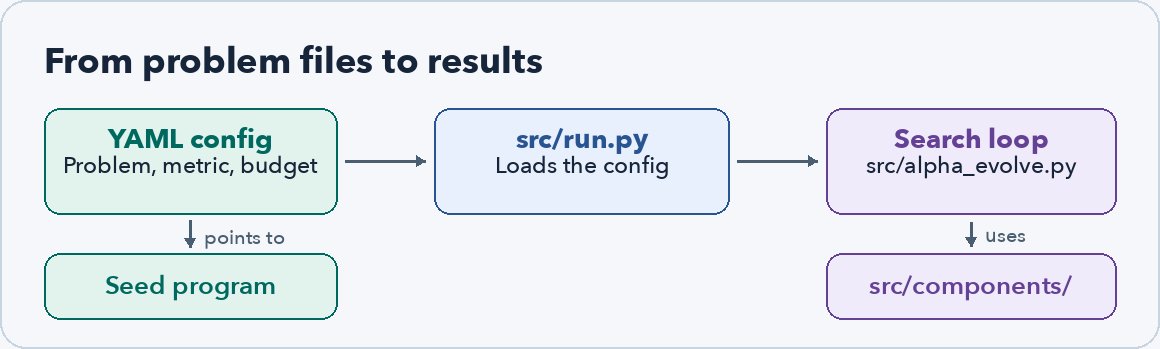 From problem files to results
YAML config
Problem, metric, budget
src/run.py
Loads the config
Search loop
src/alpha_evolve.py
points to
uses
Seed program
src/components/